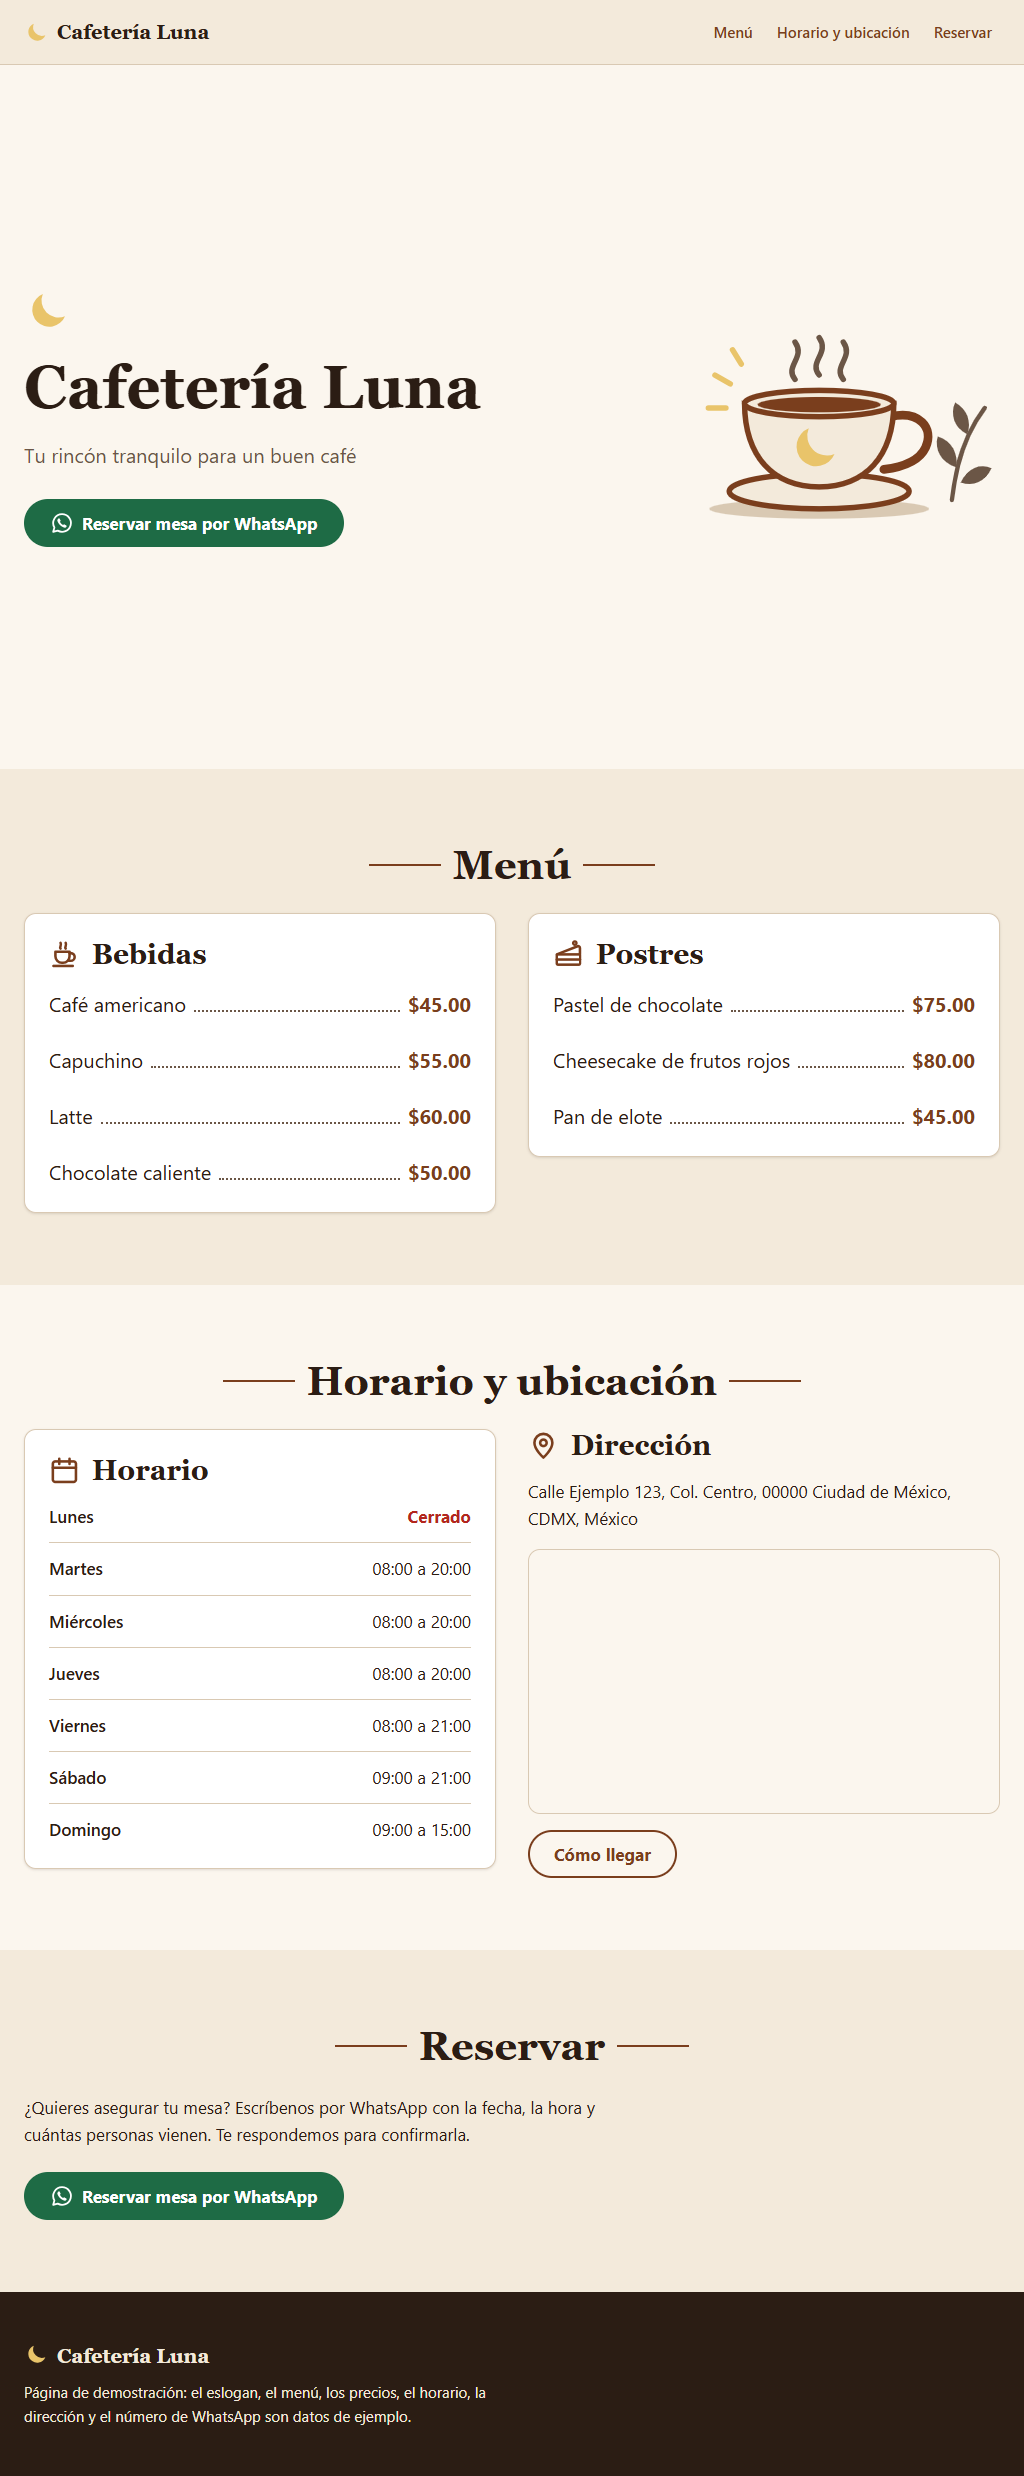 Cafetería Luna
Menú
Horario y ubicación
Reservar
Cafetería Luna
Tu rincón tranquilo para un buen café
Reservar mesa por WhatsApp
Menú
Bebidas
Café americano $45.00
Capuchino $55.00
Latte $60.00
Chocolate caliente $50.00
Postres
Pastel de chocolate $75.00
Cheesecake de frutos rojos $80.00
Pan de elote $45.00
Horario y ubicación
Horario
Lunes Cerrado
Martes 08:00 a 20:00
Miércoles 08:00 a 20:00
Jueves 08:00 a 20:00
Viernes 08:00 a 21:00
Sábado 09:00 a 21:00
Domingo 09:00 a 15:00
Dirección
Calle Ejemplo 123, Col. Centro, 00000 Ciudad de México,
CDMX, México
Cómo llegar
Reservar
¿Quieres asegurar tu mesa? Escríbenos por WhatsApp con la fecha, la hora y
cuántas personas vienen. Te respondemos para confirmarla.
Reservar mesa por WhatsApp
Cafetería Luna
Página de demostración: el eslogan, el menú, los precios, el horario, la
dirección y el número de WhatsApp son datos de ejemplo.